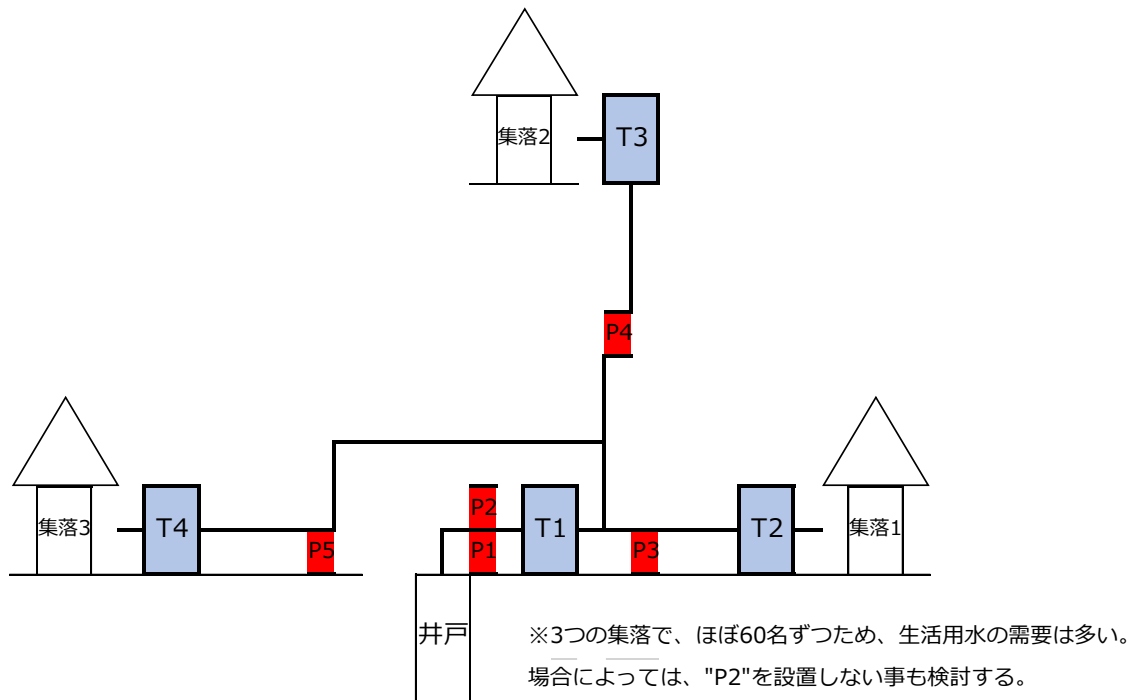 集落2
T3
P4
集落3
T4
P5
P2
P1
T1
P3
T2
集落1
井戸
※3つの集落で、ほぼ60名ずつため、生活用水の需要は多い。
場合によっては、"P2"を設置しない事も検討する。